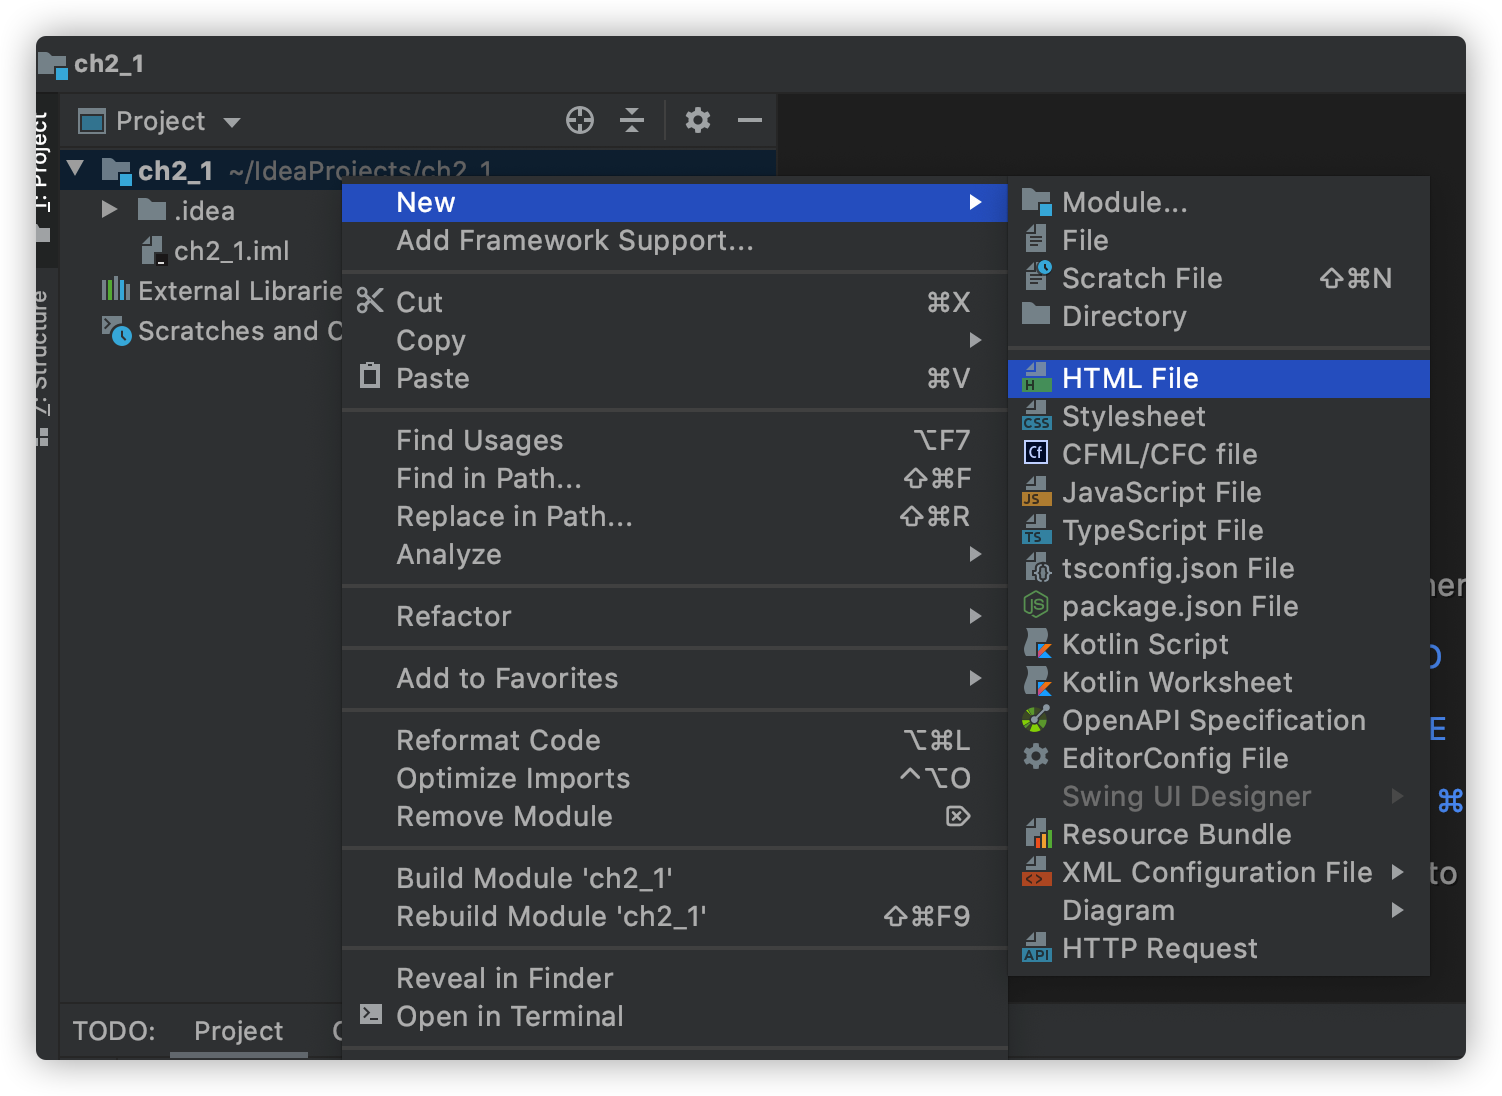 ch2_1
Project
1: Project
ch2_1 ~/IdeaProjects/ch2_1
.idea
ch2_1.iml
External Librarie
Scratches and C
7: Structure
New
Add Framework Support...
Cut ⌘X
Copy
Paste ⌘V
Find Usages ⌥F7
Find in Path... ⇧⌘F
Replace in Path... ⇧⌘R
Analyze
Refactor
Add to Favorites
Reformat Code ⌥⌘L
Optimize Imports ^⌥O
Remove Module ⌦
Build Module 'ch2_1'
Rebuild Module 'ch2_1' ⇧⌘F9
Reveal in Finder
Open in Terminal
Module...
File
Scratch File ⇧⌘N
Directory
HTML File
Stylesheet
CFML/CFC file
JavaScript File
TypeScript File
tsconfig.json File
package.json File
Kotlin Script
Kotlin Worksheet
OpenAPI Specification
EditorConfig File
Swing UI Designer
Resource Bundle
XML Configuration File
Diagram
HTTP Request
E
⌘
to
TODO: Project